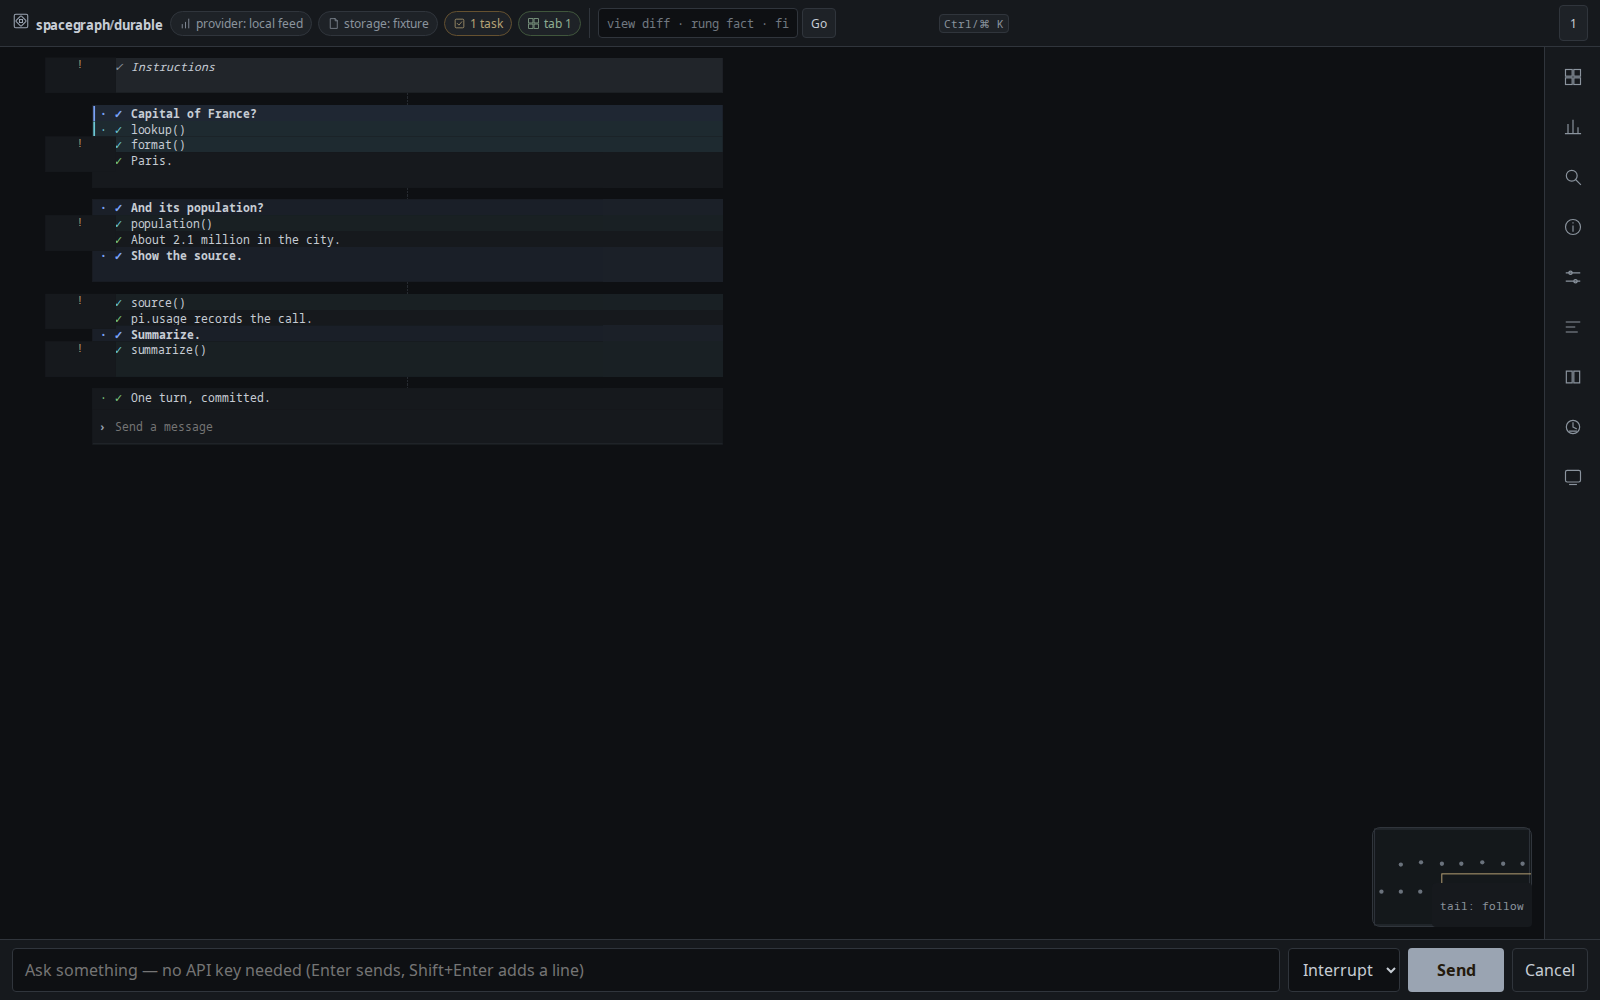 spacegraph/durable provider: local feed storage: fixture 1 task tab 1 view diff · rung fact · fi Go Ctrl/⌘ K 1
! ✓ Instructions
· ✓ Capital of France?
· ✓ lookup()
! ✓ format()
✓ Paris.
· ✓ And its population?
! ✓ population()
✓ About 2.1 million in the city.
· ✓ Show the source.
! ✓ source()
✓ pi.usage records the call.
· ✓ Summarize.
! ✓ summarize()
· ✓ One turn, committed.
› Send a message
tail: follow
Ask something — no API key needed (Enter sends, Shift+Enter adds a line) Interrupt Send Cancel